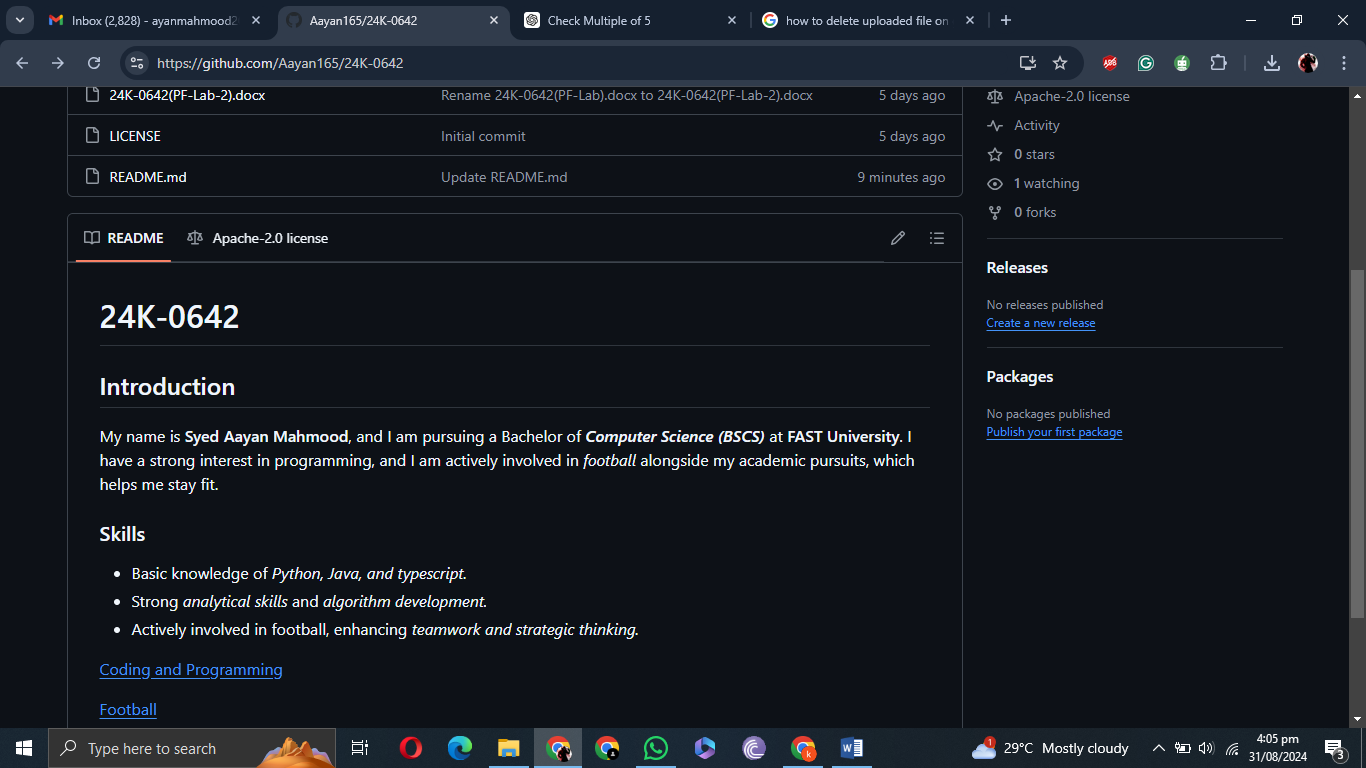 Inbox (2,828) - ayanmahmood2
Aayan165/24K-0642
Check Multiple of 5
how to delete uploaded file on
https://github.com/Aayan165/24K-0642
24K-0642(PF-Lab-2).docx
Rename 24K-0642(PF-Lab).docx to 24K-0642(PF-Lab-2).docx
5 days ago
LICENSE
Initial commit
5 days ago
README.md
Update README.md
9 minutes ago
README
Apache-2.0 license
24K-0642
Introduction
My name is Syed Aayan Mahmood, and I am pursuing a Bachelor of Computer Science (BSCS) at FAST University. I
have a strong interest in programming, and I am actively involved in football alongside my academic pursuits, which
helps me stay fit.
Skills
• Basic knowledge of Python, Java, and typescript.
• Strong analytical skills and algorithm development.
• Actively involved in football, enhancing teamwork and strategic thinking.
Coding and Programming
Football
Apache-2.0 license
Activity
0 stars
1 watching
0 forks
Releases
No releases published
Create a new release
Packages
No packages published
Publish your first package
Type here to search
1
29°C Mostly cloudy
4:05 pm
31/08/2024
3